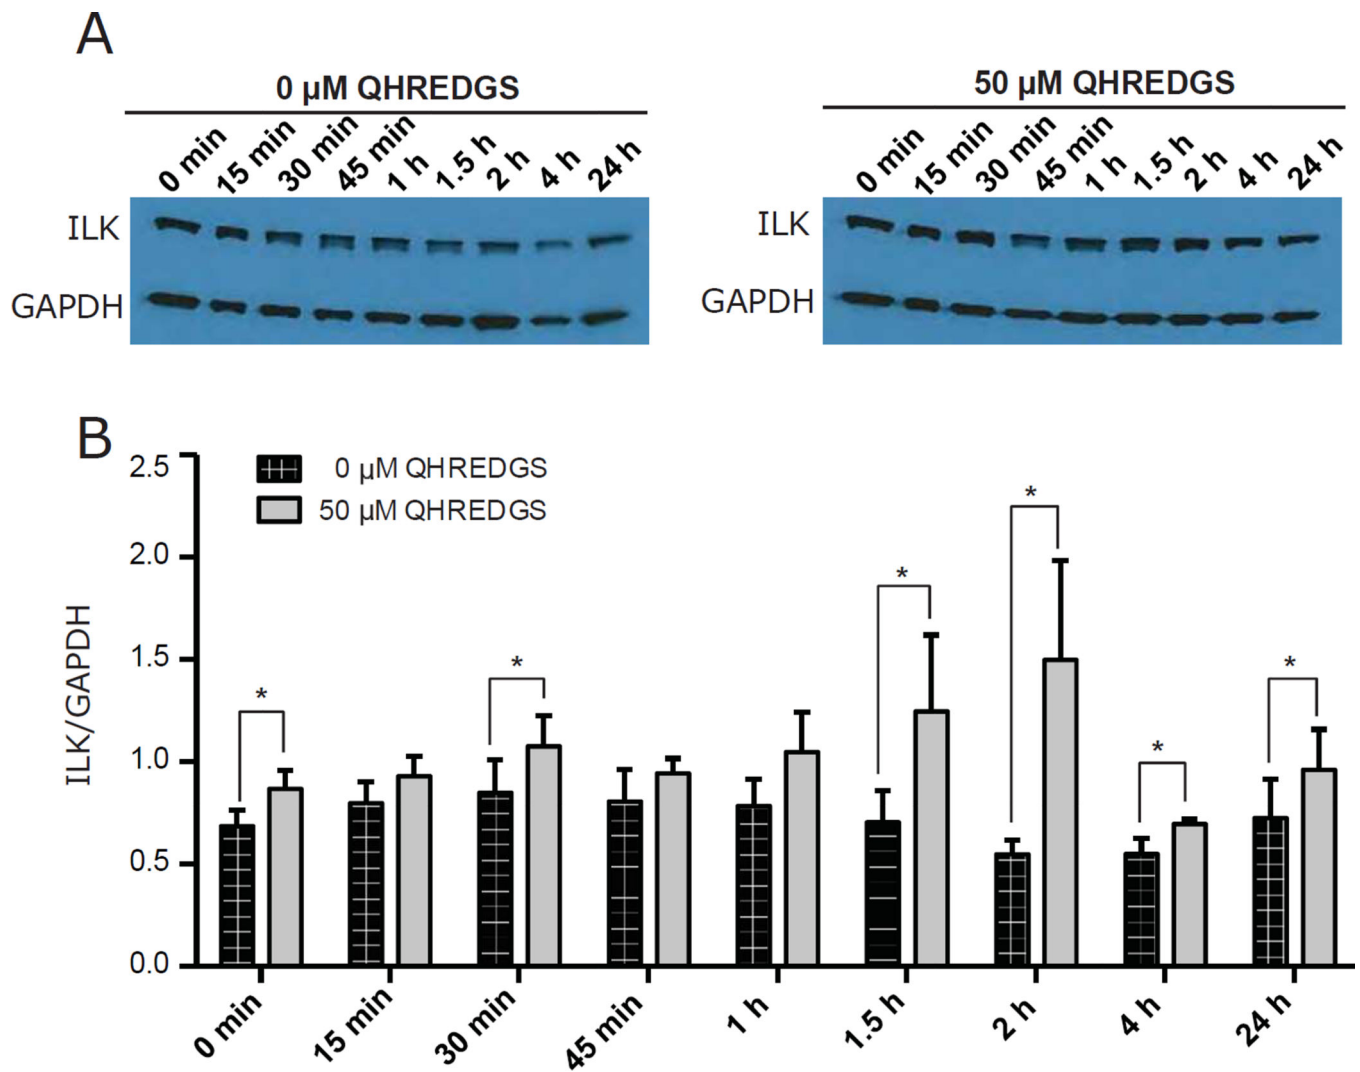 A
0 µM QHREDGS
50 µM QHREDGS
0 min 15 min 30 min 45 min 1 h 1.5 h 2 h 4 h 24 h
0 min 15 min 30 min 45 min 1 h 1.5 h 2 h 4 h 24 h
ILK
ILK
GAPDH
GAPDH
B
0 µM QHREDGS
50 µM QHREDGS
ILK/GAPDH
2.5
2.0
1.5
1.0
0.5
0.0
*
*
*
*
*
*
0 min 15 min 30 min 45 min 1 h 1.5 h 2 h 4 h 24 h